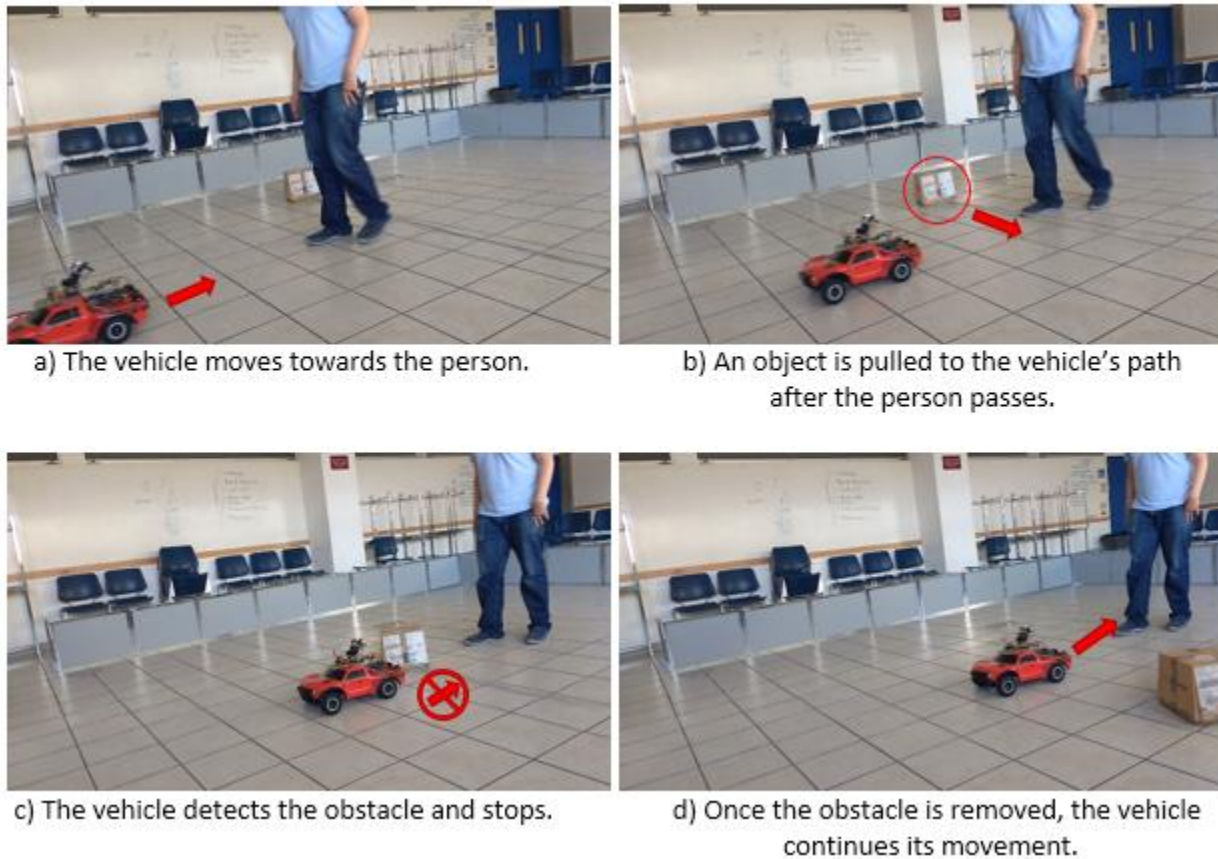 a) The vehicle moves towards the person.
b) An object is pulled to the vehicle’s path
after the person passes.
c) The vehicle detects the obstacle and stops.
d) Once the obstacle is removed, the vehicle
continues its movement.